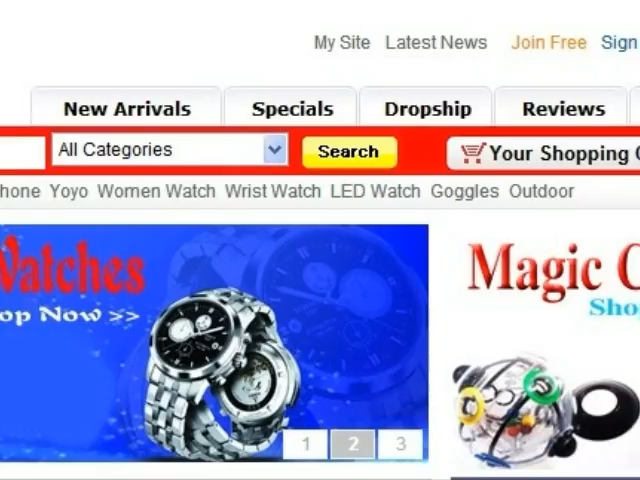 My Site Latest News Join Free Sign
New Arrivals Specials Dropship Reviews
All Categories Search Your Shopping
hone Yoyo Women Watch Wrist Watch LED Watch Goggles Outdoor
Watches
op Now >>
Magic
Shop
1 2 3